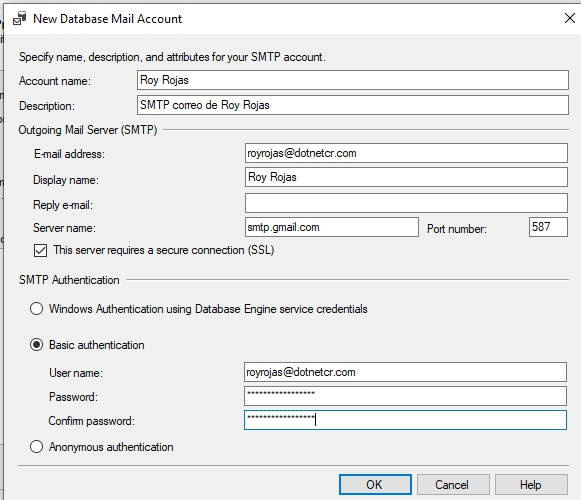 New Database Mail Account
Specify name, description, and attributes for your SMTP account.
Account name: Roy Rojas
Description: SMTP correo de Roy Rojas
Outgoing Mail Server (SMTP)
E-mail address: royrojas@dotnetcr.com
Display name: Roy Rojas
Reply e-mail:
Server name: smtp.gmail.com Port number: 587
This server requires a secure connection (SSL)
SMTP Authentication
Windows Authentication using Database Engine service credentials
Basic authentication
User name: royrojas@dotnetcr.com
Password: *****************
Confirm password: *****************
Anonymous authentication
OK Cancel Help